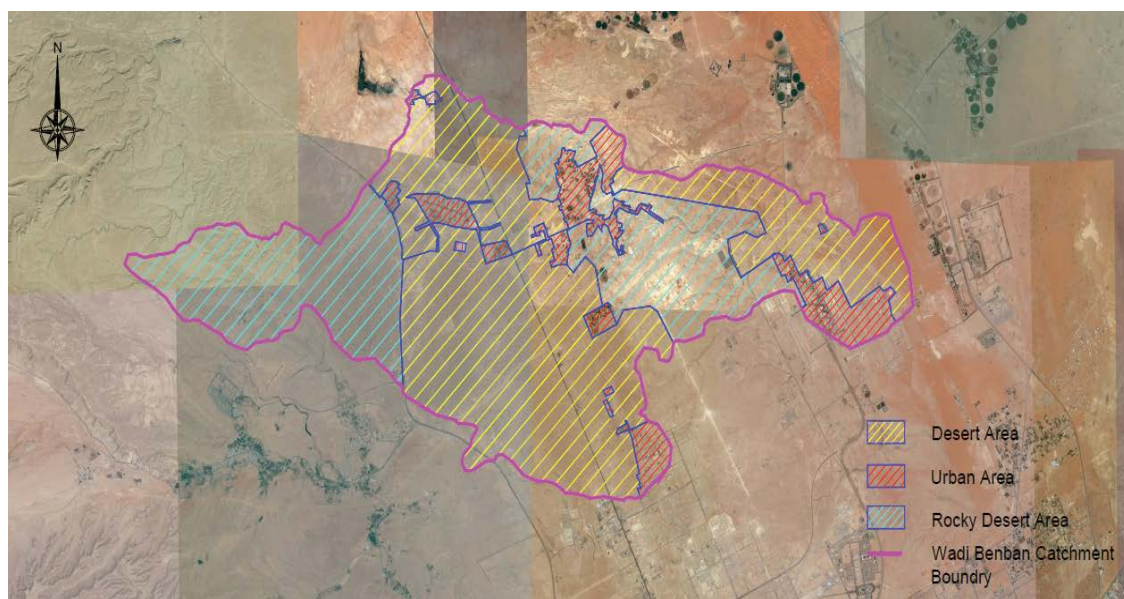 N
Desert Area
Urban Area
Rocky Desert Area
Wadi Benban Catchment
Boundry